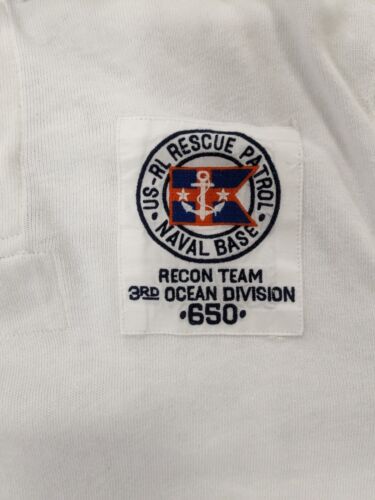 US-RL RESCUE PATROL
• NAVAL BASE •
RECON TEAM
3RD OCEAN DIVISION
•650•